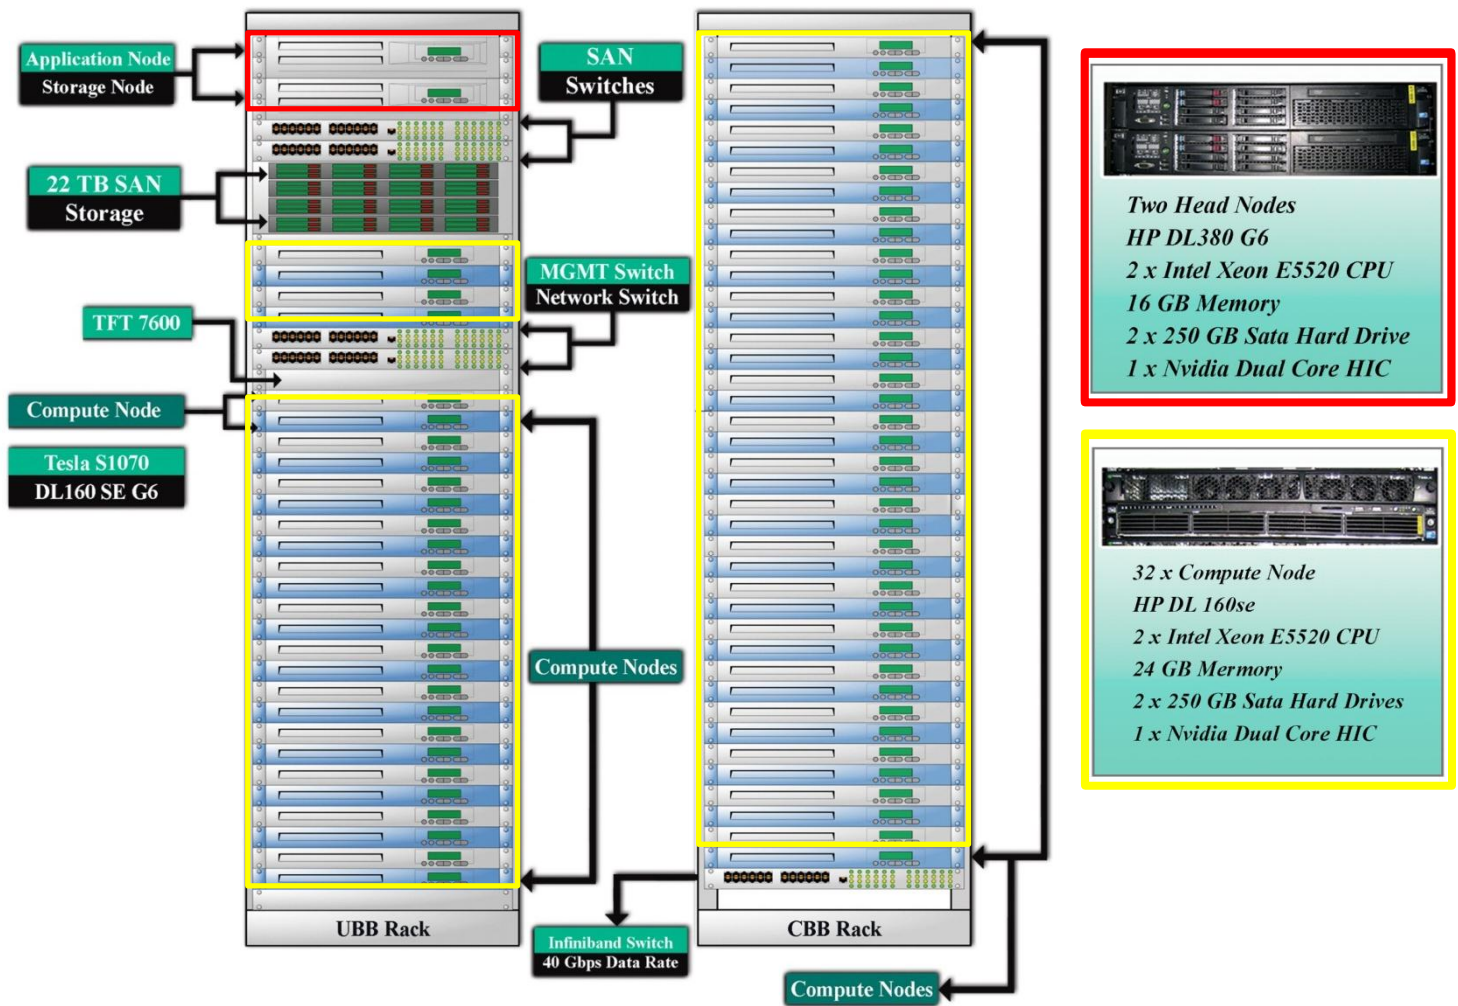 Application Node
Storage Node
22 TB SAN
Storage
TFT 7600
Compute Node
Tesla S1070
DL160 SE G6
SAN
Switches
MGMT Switch
Network Switch
Compute Nodes
Infiniband Switch
40 Gbps Data Rate
UBB Rack
CBB Rack
Compute Nodes
Two Head Nodes
HP DL380 G6
2 x Intel Xeon E5520 CPU
16 GB Memory
2 x 250 GB Sata Hard Drive
1 x Nvidia Dual Core HIC
32 x Compute Node
HP DL 160se
2 x Intel Xeon E5520 CPU
24 GB Mermory
2 x 250 GB Sata Hard Drives
1 x Nvidia Dual Core HIC